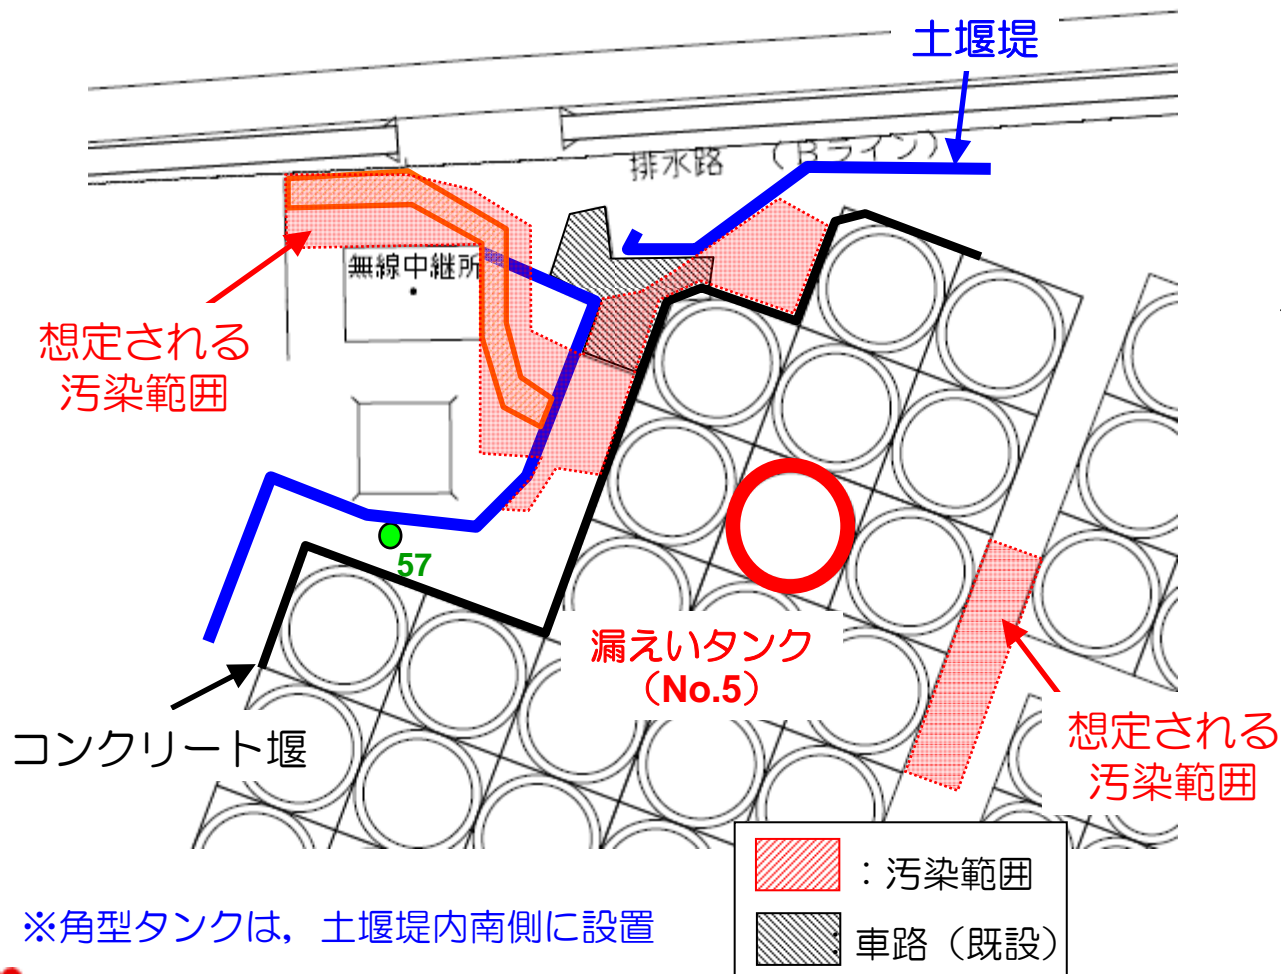 土堰堤
排水路 （Bライン）
無線中継所
想定される
汚染範囲
57
漏えいタンク
（No.5）
コンクリート堰
想定される
汚染範囲
：汚染範囲
※角型タンクは，土堰堤内南側に設置
：車路（既設）